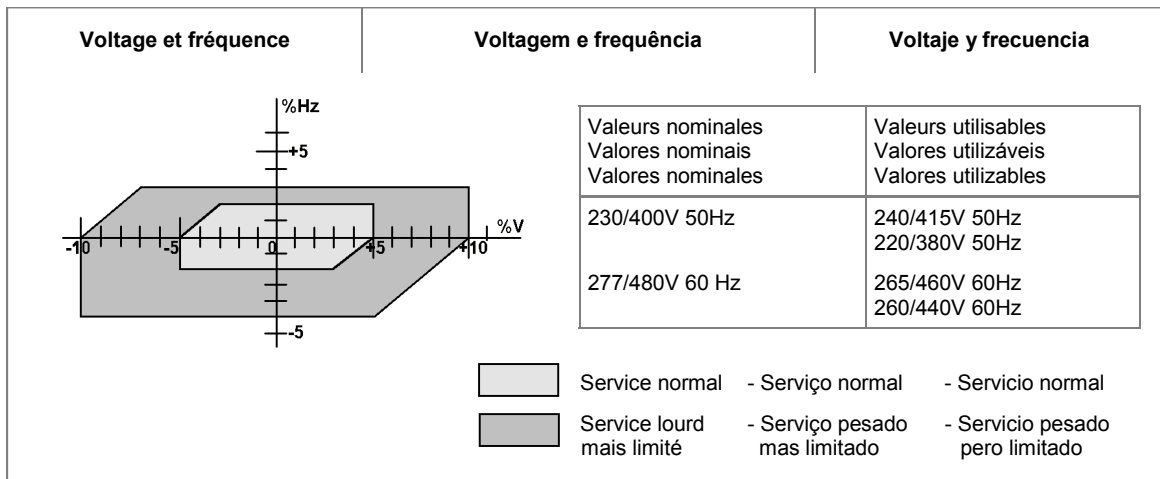 Voltage et fréquence
Voltagem e frequência
Voltaje y frecuencia
%Hz
+5
%V
-10
-5
0
+5
+10
-5
Valeurs nominales
Valores nominais
Valores nominales
Valeurs utilisables
Valores utilizáveis
Valores utilizables
230/400V 50Hz
240/415V 50Hz
220/380V 50Hz
277/480V 60 Hz
265/460V 60Hz
260/440V 60Hz
Service normal - Serviço normal - Servicio normal
Service lourd - Serviço pesado - Servicio pesado
mais limité mas limitado pero limitado